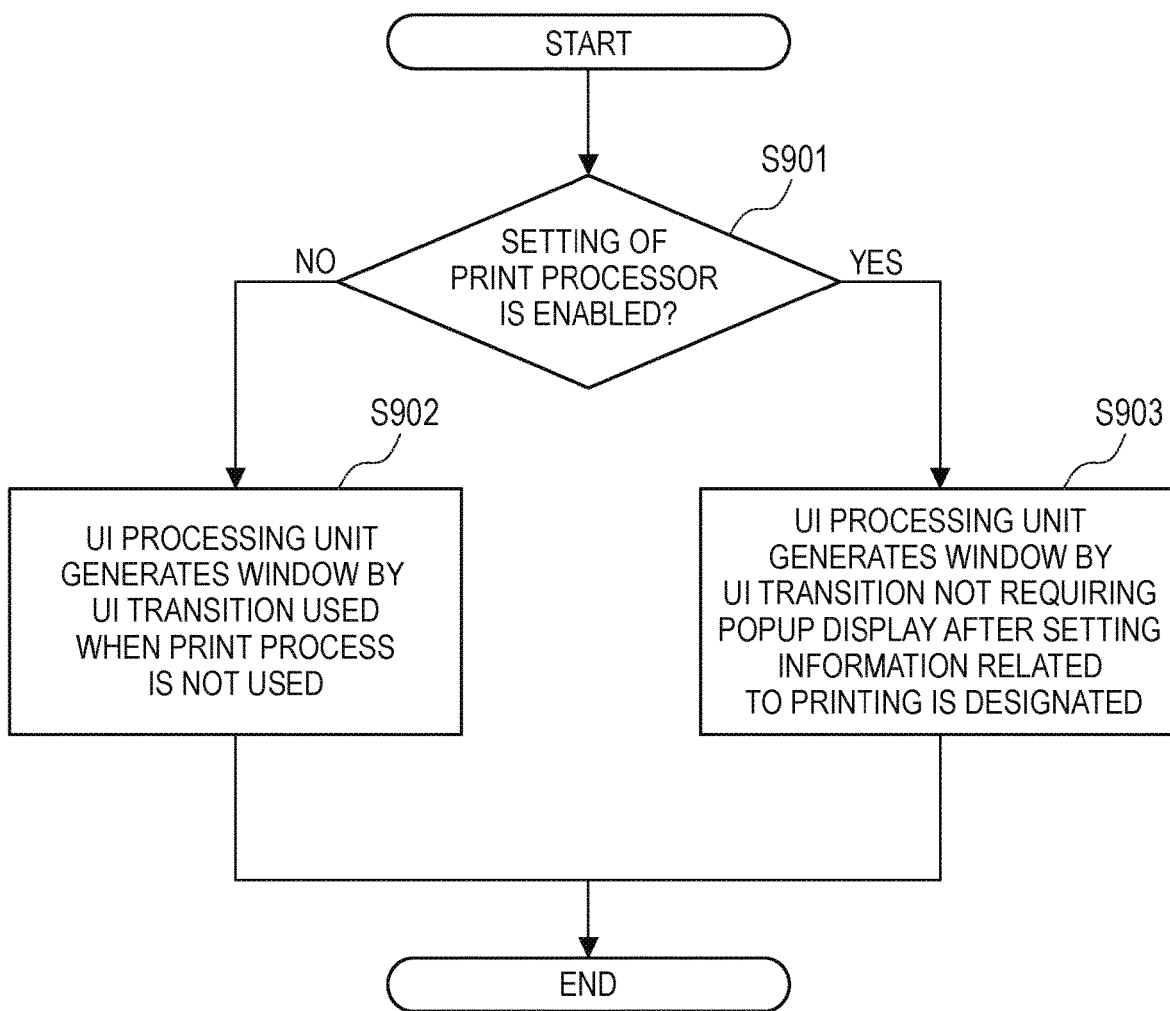 START
S901
SETTING OF
PRINT PROCESSOR
IS ENABLED?
NO
YES
S902
UI PROCESSING UNIT
GENERATES WINDOW BY
UI TRANSITION USED
WHEN PRINT PROCESS
IS NOT USED
S903
UI PROCESSING UNIT
GENERATES WINDOW BY
UI TRANSITION NOT REQUIRING
POPUP DISPLAY AFTER SETTING
INFORMATION RELATED
TO PRINTING IS DESIGNATED
END